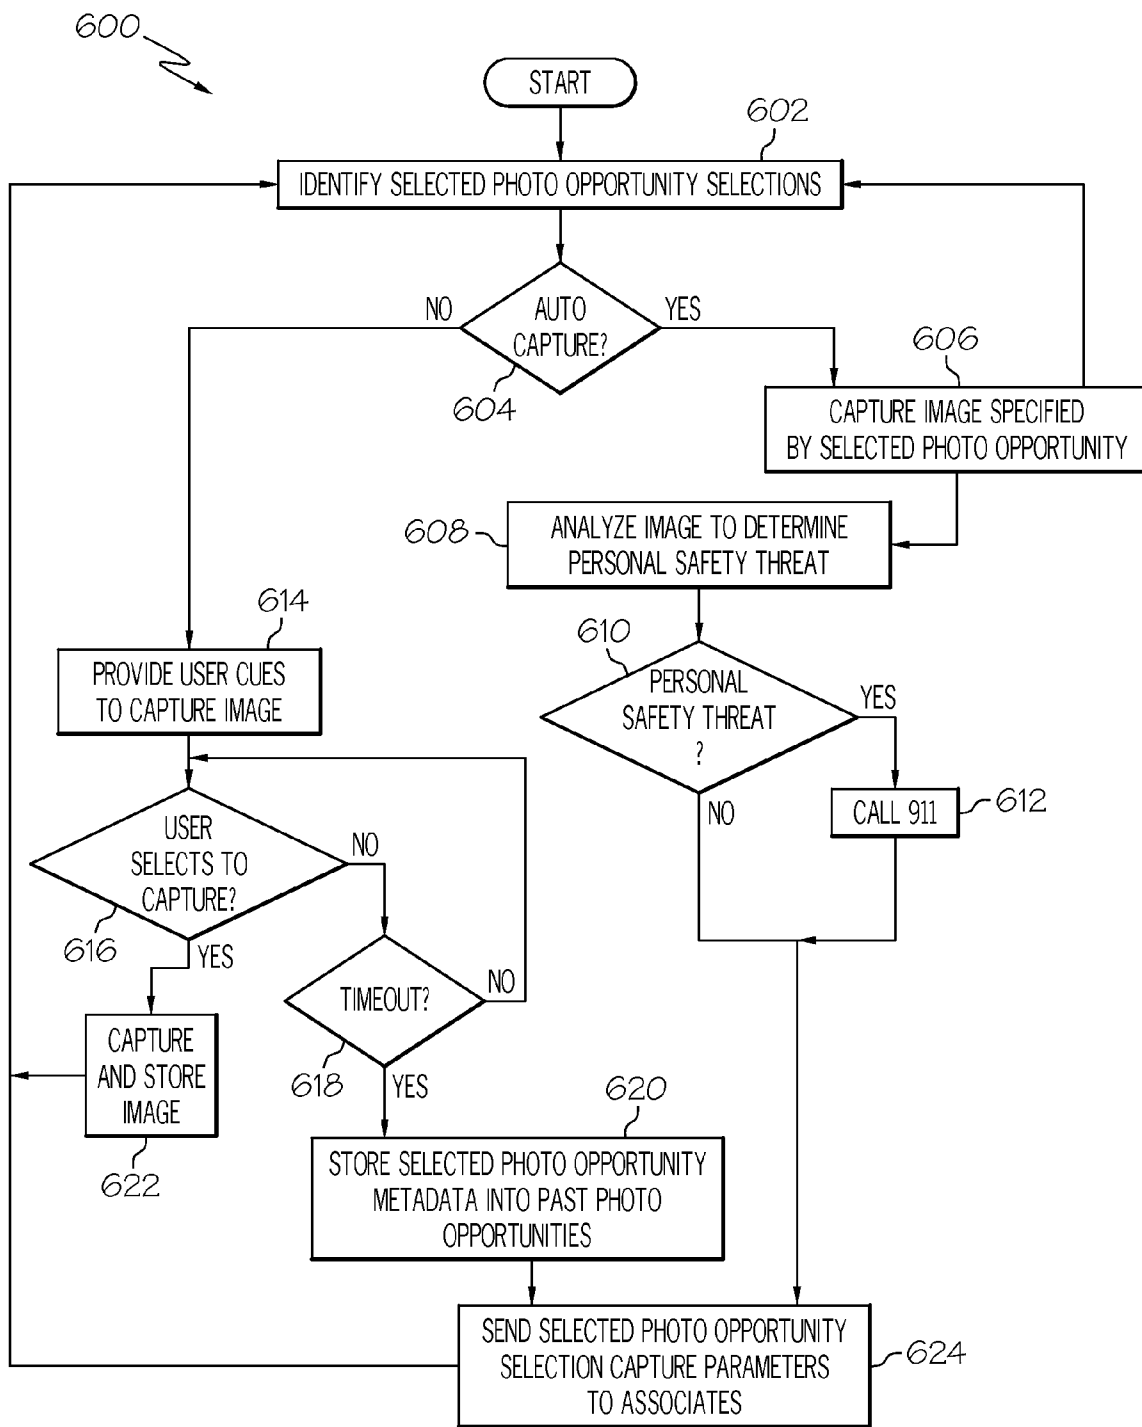 600
START
602
IDENTIFY SELECTED PHOTO OPPORTUNITY SELECTIONS
NO
AUTO
CAPTURE?
YES
604
606
CAPTURE IMAGE SPECIFIED
BY SELECTED PHOTO OPPORTUNITY
608
ANALYZE IMAGE TO DETERMINE
PERSONAL SAFETY THREAT
610
PERSONAL
SAFETY THREAT
?
YES
NO
CALL 911
612
614
PROVIDE USER CUES
TO CAPTURE IMAGE
USER
SELECTS TO
CAPTURE?
NO
616
YES
TIMEOUT?
NO
618
YES
CAPTURE
AND STORE
IMAGE
622
620
STORE SELECTED PHOTO OPPORTUNITY
METADATA INTO PAST PHOTO
OPPORTUNITIES
SEND SELECTED PHOTO OPPORTUNITY
SELECTION CAPTURE PARAMETERS
TO ASSOCIATES
624